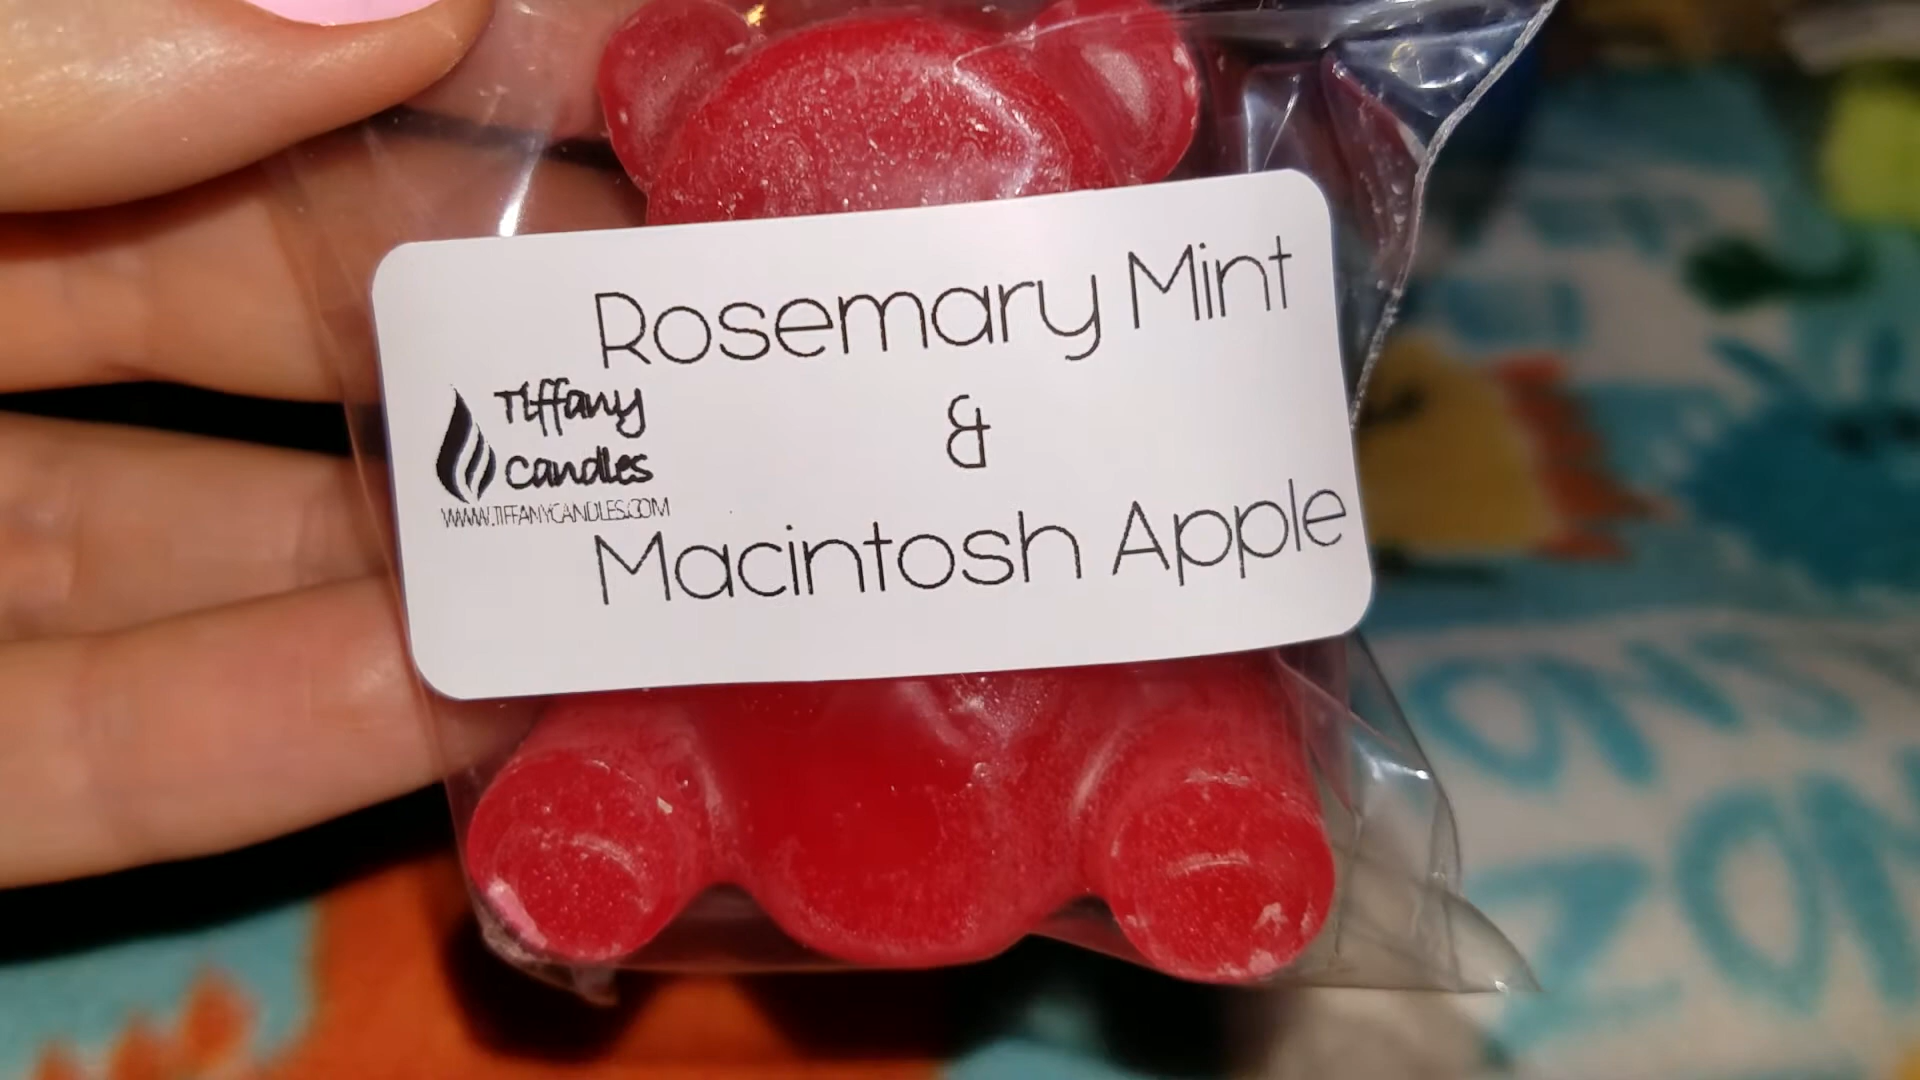 Rosemary Mint
&
Macintosh Apple
Tiffany
Candles
WWW.TIFFANYCANDLES.COM